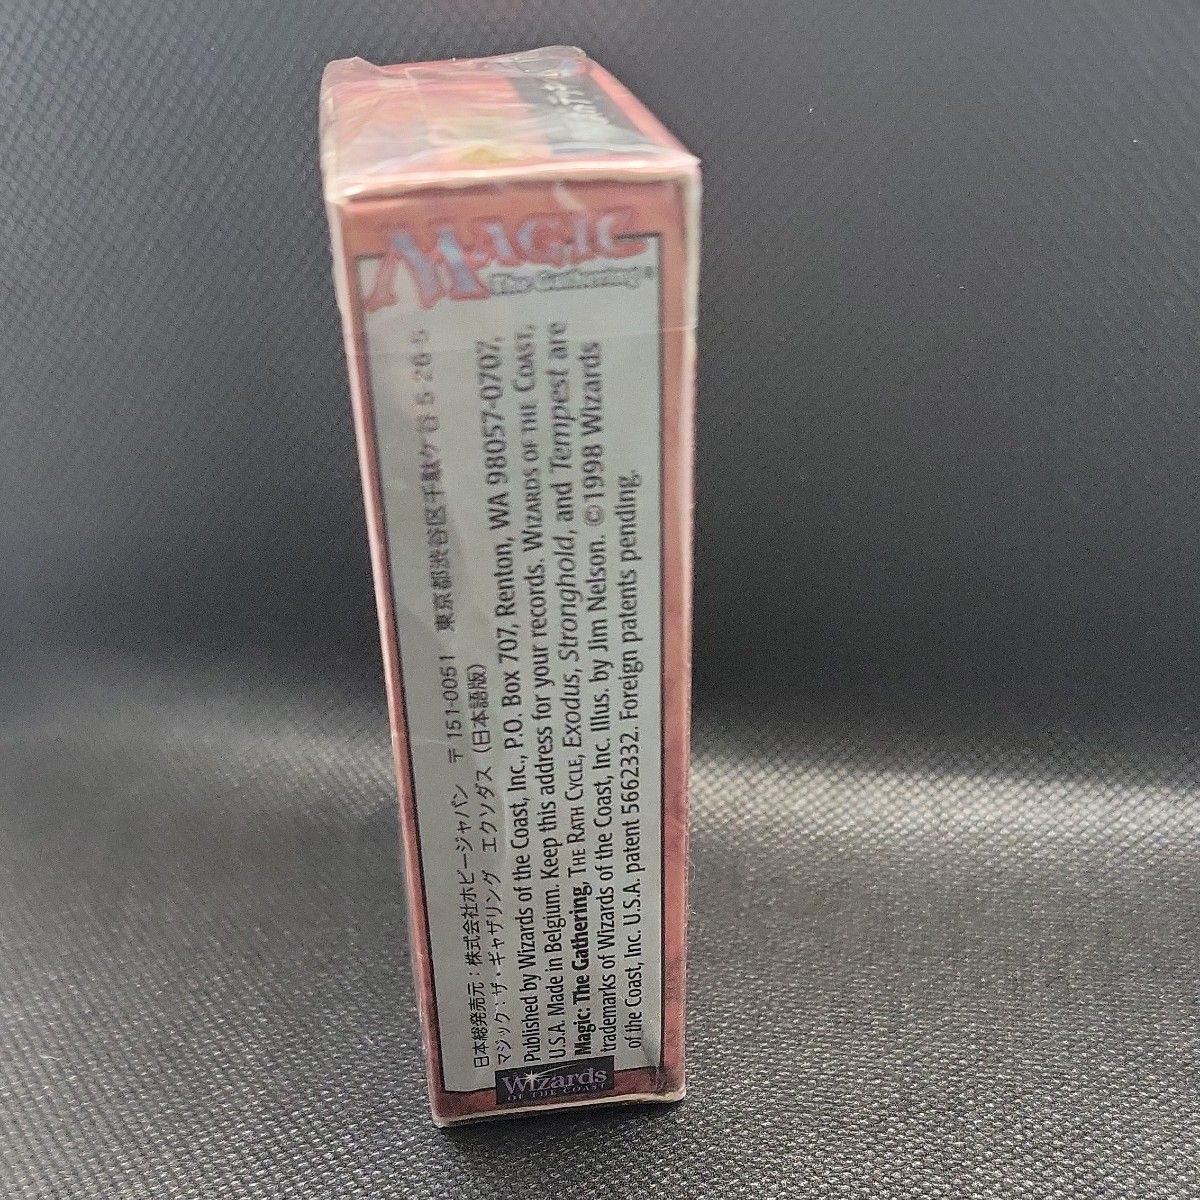 MAGIC
The Gathering®
日本総発売元：株式会社ホビージャパン 〒151-0051 東京都渋谷区千駄ケ谷5-26-5
マジック：ザ・ギャザリング エクソダス（日本語版）
Published by Wizards of the Coast, Inc., P.O. Box 707, Renton, WA 98057-0707,
U.S.A. Made in Belgium. Keep this address for your records. WIZARDS OF THE COAST,
Magic: The Gathering, THE RATH CYCLE, Exodus, Stronghold, and Tempest are
trademarks of Wizards of the Coast, Inc. Illus. by Jim Nelson. ©1998 Wizards
of the Coast, Inc. U.S.A. patent 5662332. Foreign patents pending.
Wizards
OF THE COAST